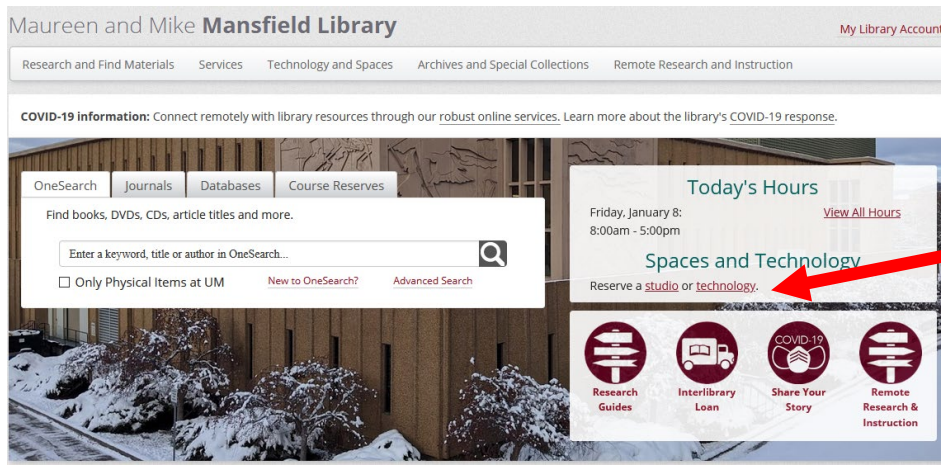 Maureen and Mike Mansfield Library
My Library Account
Research and Find Materials Services Technology and Spaces Archives and Special Collections Remote Research and Instruction
COVID-19 information: Connect remotely with library resources through our robust online services. Learn more about the library's COVID-19 response.
OneSearch Journals Databases Course Reserves
Find books, DVDs, CDs, article titles and more.
Enter a keyword, title or author in OneSearch...
Only Physical Items at UM New to OneSearch? Advanced Search
Today's Hours
Friday, January 8: View All Hours
8:00am - 5:00pm
Spaces and Technology
Reserve a studio or technology.
Research
Guides
Interlibrary
Loan
COVID-19
Share Your
Story
Remote
Research &
Instruction